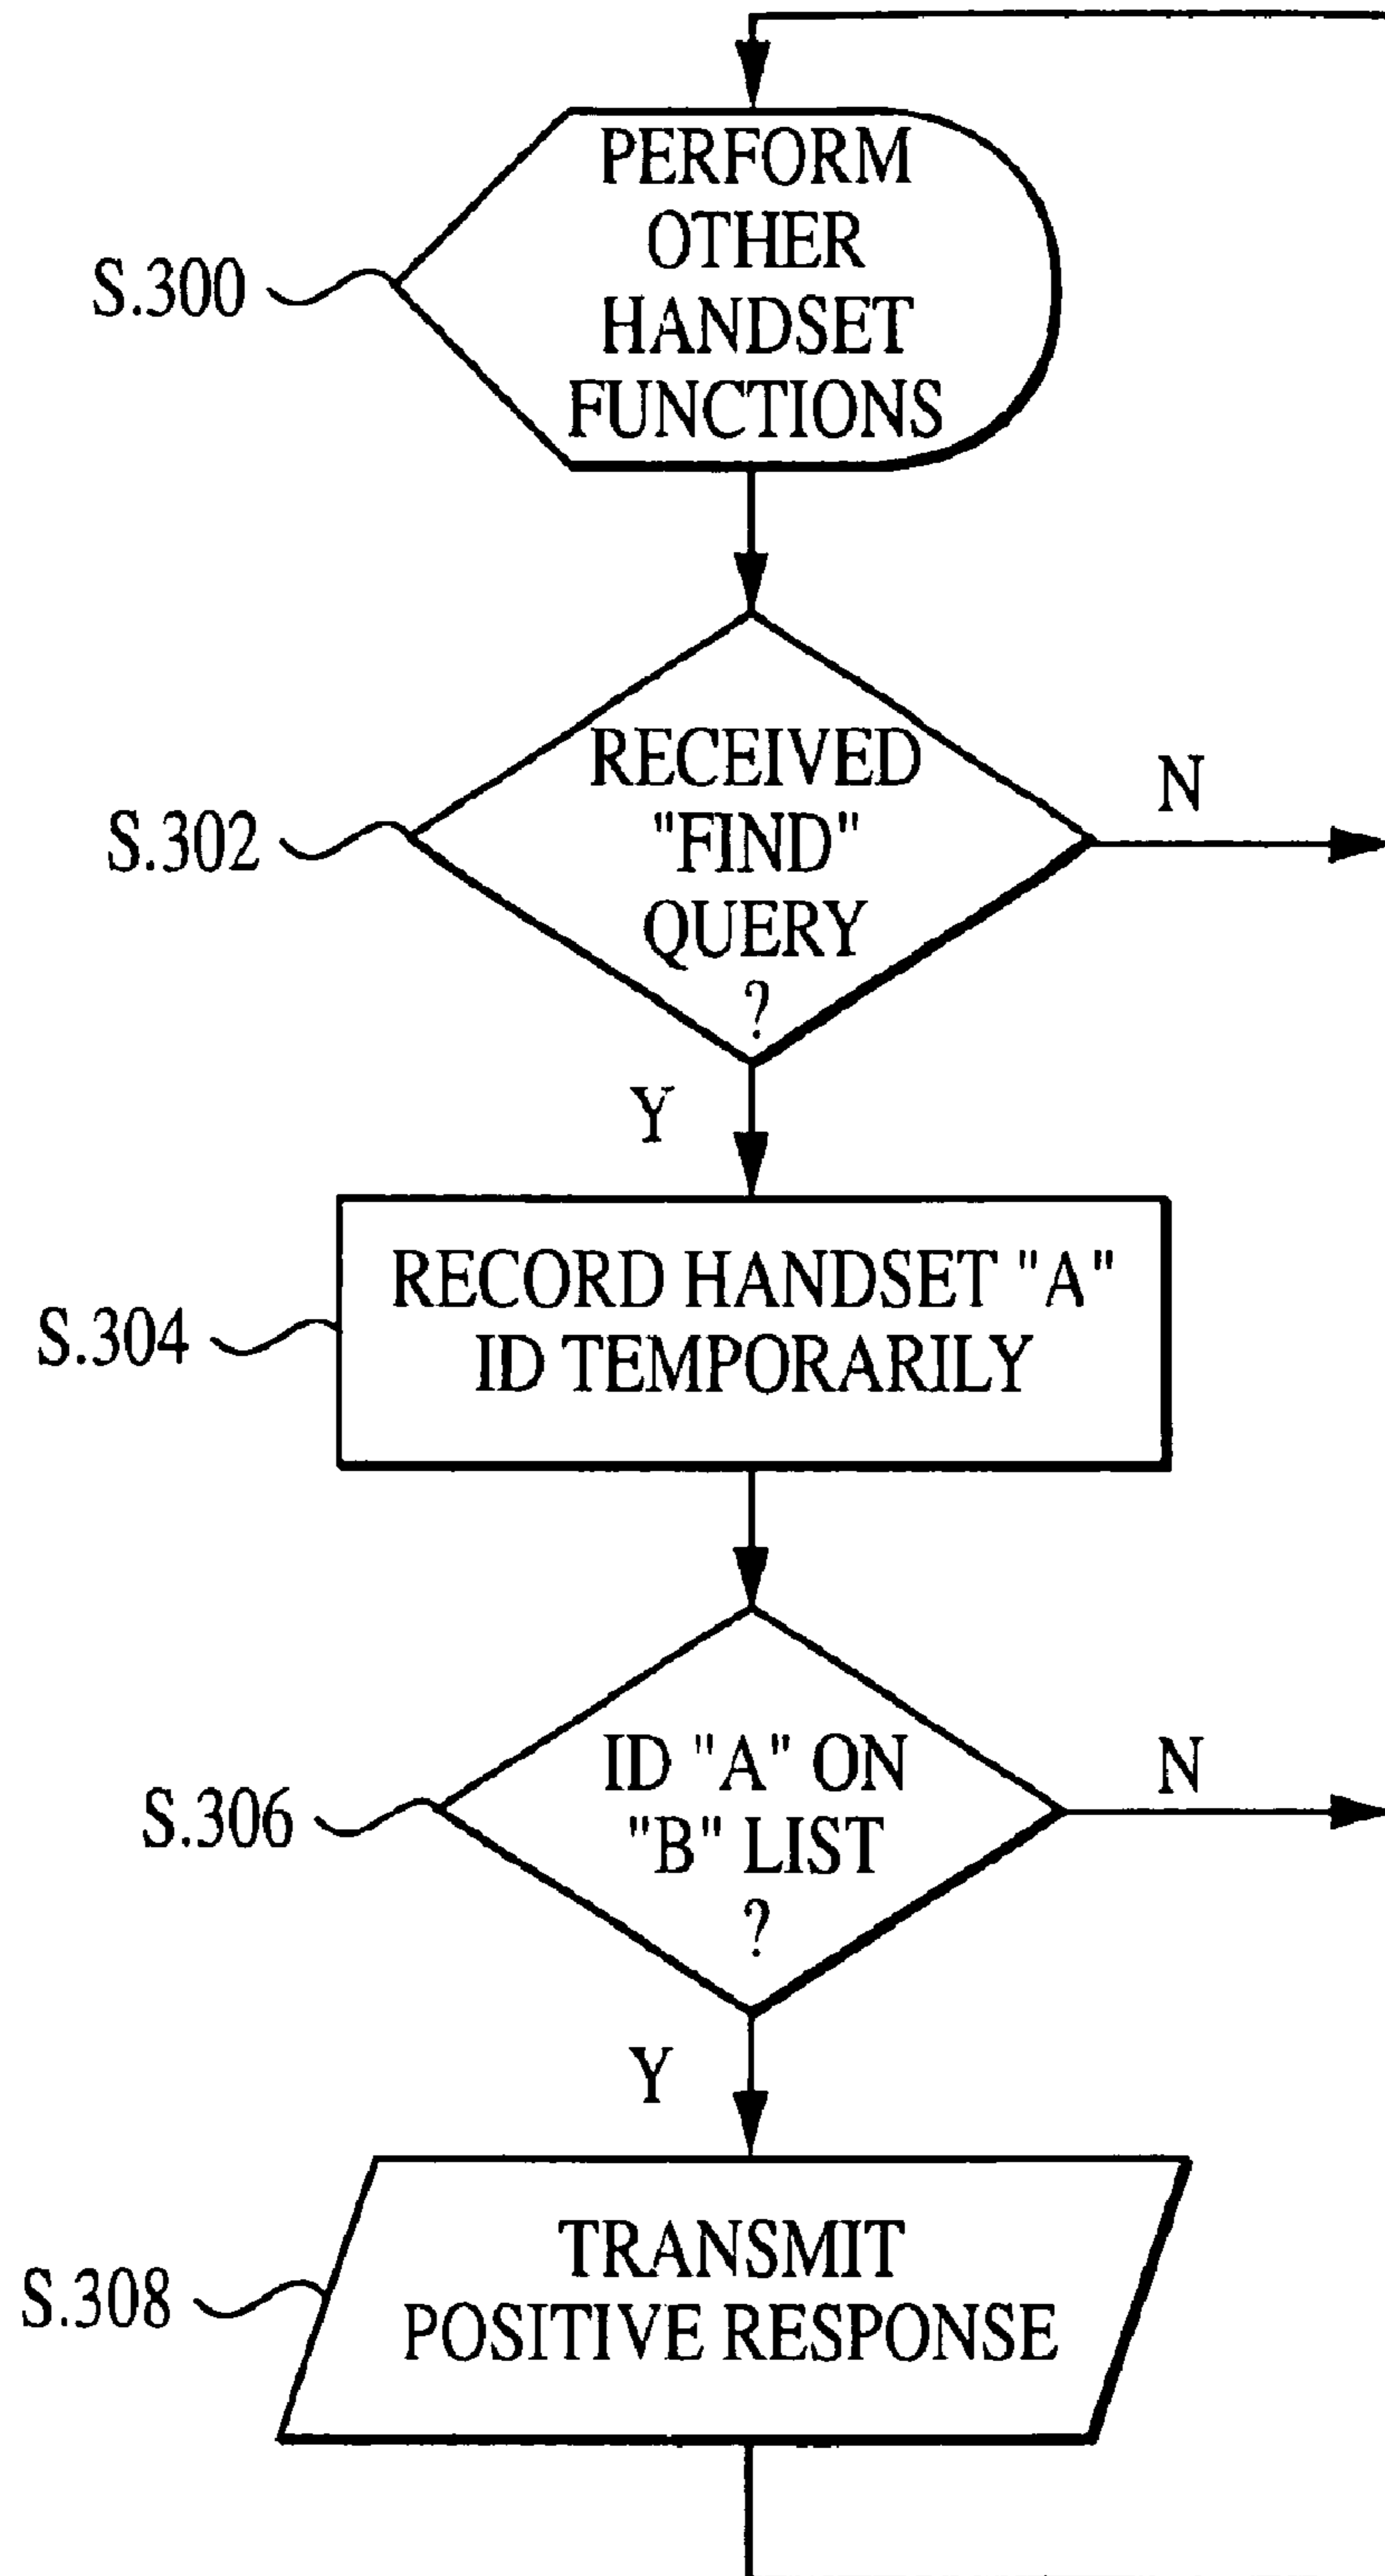 PERFORM
OTHER
HANDSET
FUNCTIONS
S.300
RECEIVED
"FIND"
QUERY
?
S.302
N
Y
RECORD HANDSET "A"
ID TEMPORARILY
S.304
ID "A" ON
"B" LIST
?
S.306
N
Y
TRANSMIT
POSITIVE RESPONSE
S.308